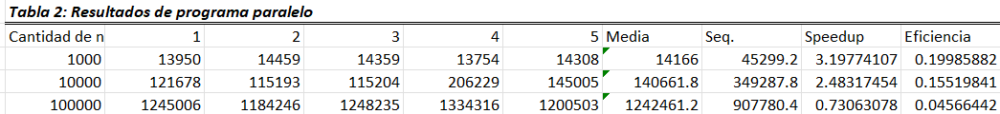 Tabla 2: Resultados de programa paralelo
Cantidad de n 1 2 3 4 5 Media Seq. Speedup Eficiencia
1000 13950 14459 14359 13754 14308 14166 45299.2 3.19774107 0.19985882
10000 121678 115193 115204 206229 145005 140661.8 349287.8 2.48317454 0.15519841
100000 1245006 1184246 1248235 1334316 1200503 1242461.2 907780.4 0.73063078 0.04566442